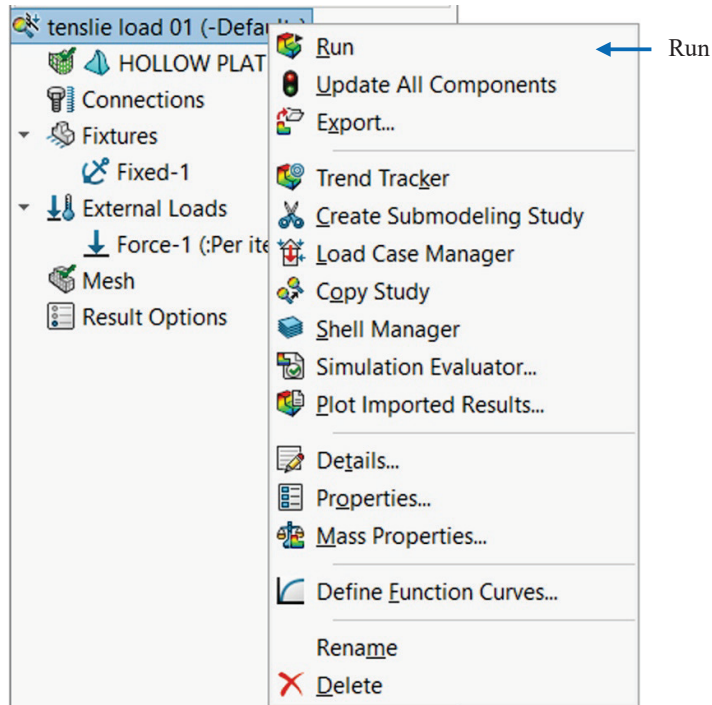 tenslie load 01 (-Defau
HOLLOW PLAT
Connections
Fixtures
Fixed-1
External Loads
Force-1 (:Per ite
Mesh
Result Options
Run
Update All Components
Export...
Trend Tracker
Create Submodeling Study
Load Case Manager
Copy Study
Shell Manager
Simulation Evaluator...
Plot Imported Results...
Details...
Properties...
Mass Properties...
Define Function Curves...
Rename
Delete
Run